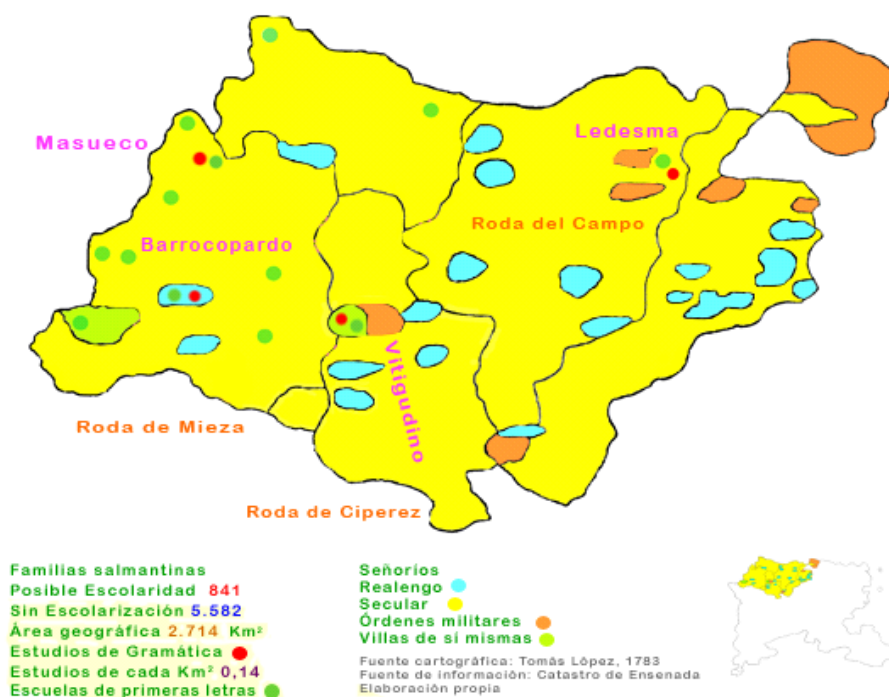 Masueco
Ledesma
Roda del Campo
Barrocopardo
Vitigudino
Roda de Mieza
Roda de Ciperez
Familias salmantinas
Posible Escolaridad 841
Sin Escolarización 5.582
Área geográfica 2.714 Km²
Estudios de Gramática
Estudios de cada Km² 0,14
Escuelas de primeras letras
Señoríos
Realengo
Secular
Órdenes militares
Villas de sí mismas
Fuente cartográfica: Tomás López, 1783
Fuente de información: Catastro de Ensenada
Elaboración propia